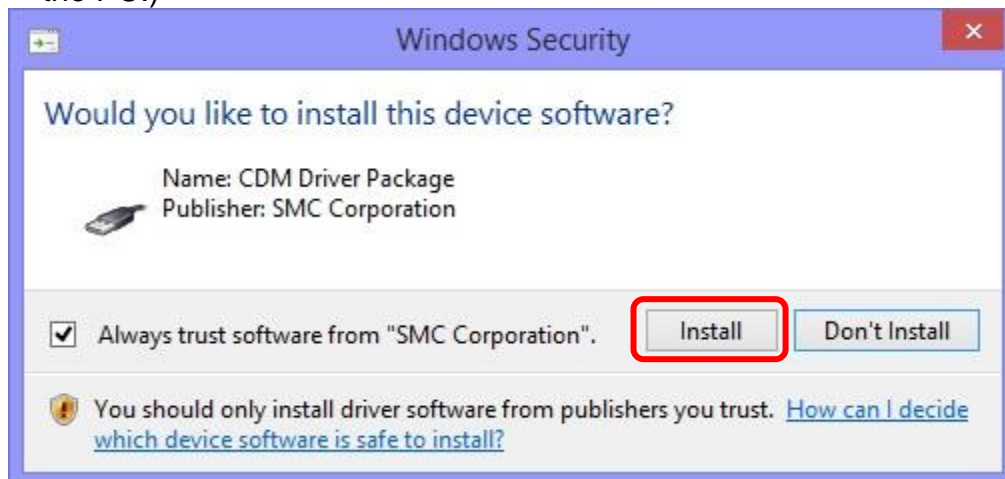 the PC.)
Windows Security
Would you like to install this device software?
Name: CDM Driver Package
Publisher: SMC Corporation
Always trust software from "SMC Corporation".
Install
Don't Install
You should only install driver software from publishers you trust. How can I decide
which device software is safe to install?